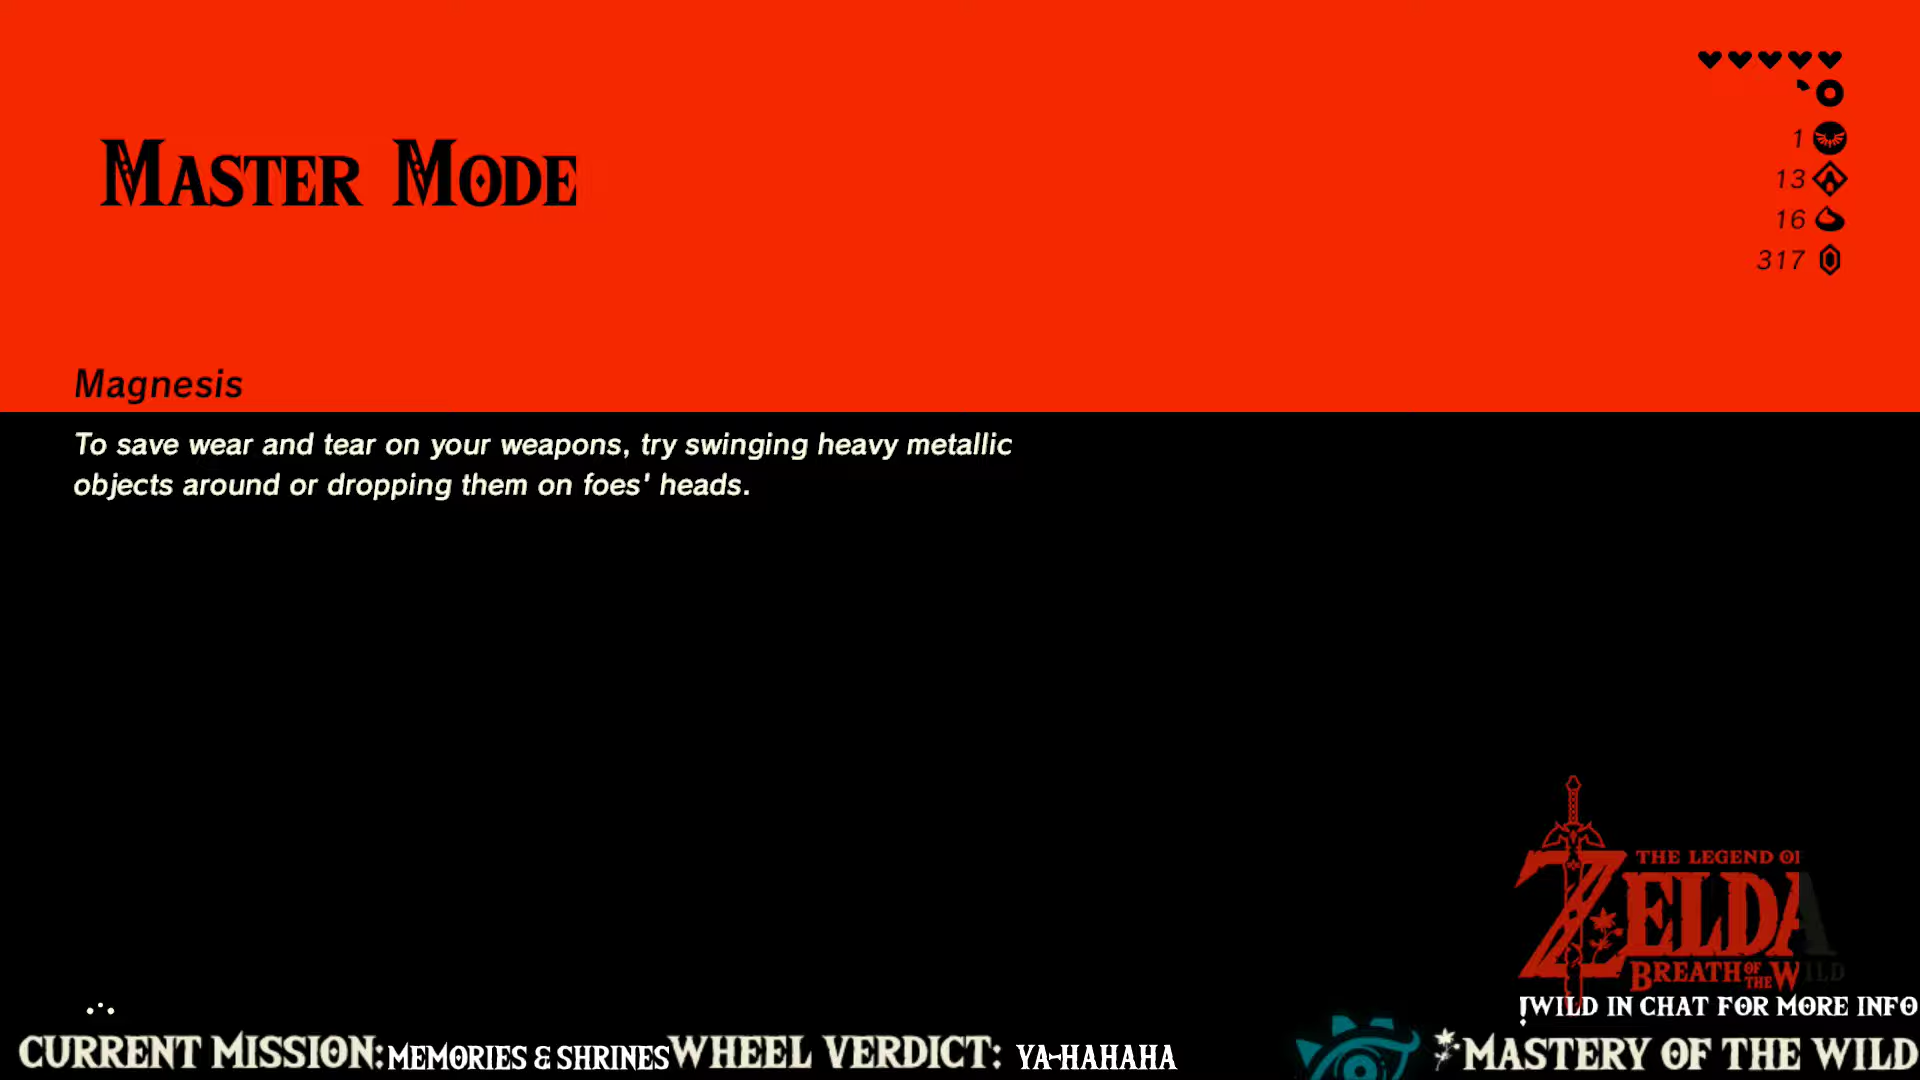 Master Mode
1
13
16
317
Magnesis
To save wear and tear on your weapons, try swinging heavy metallic
objects around or dropping them on foes' heads.
THE LEGEND OF
ZELDA
BREATH OF THE WILD
!WILD IN CHAT FOR MORE INFO
CURRENT MISSION: MEMORIES & SHRINES WHEEL VERDICT: YA-HAHAHA MASTERY OF THE WILD